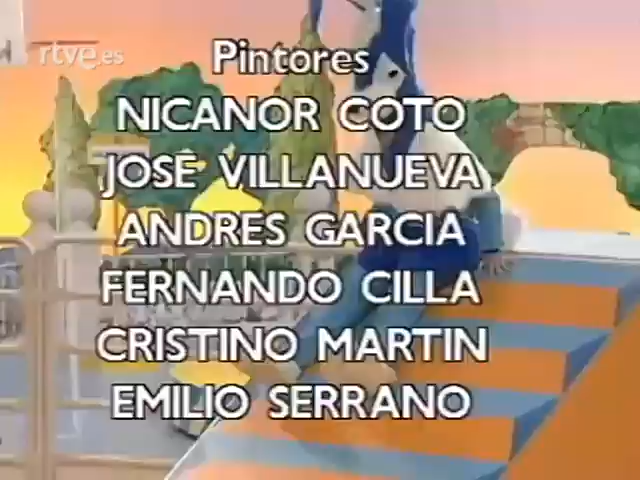 rtve.es
Pintores
NICANOR COTO
JOSE VILLANUEVA
ANDRES GARCIA
FERNANDO CILLA
CRISTINO MARTIN
EMILIO SERRANO